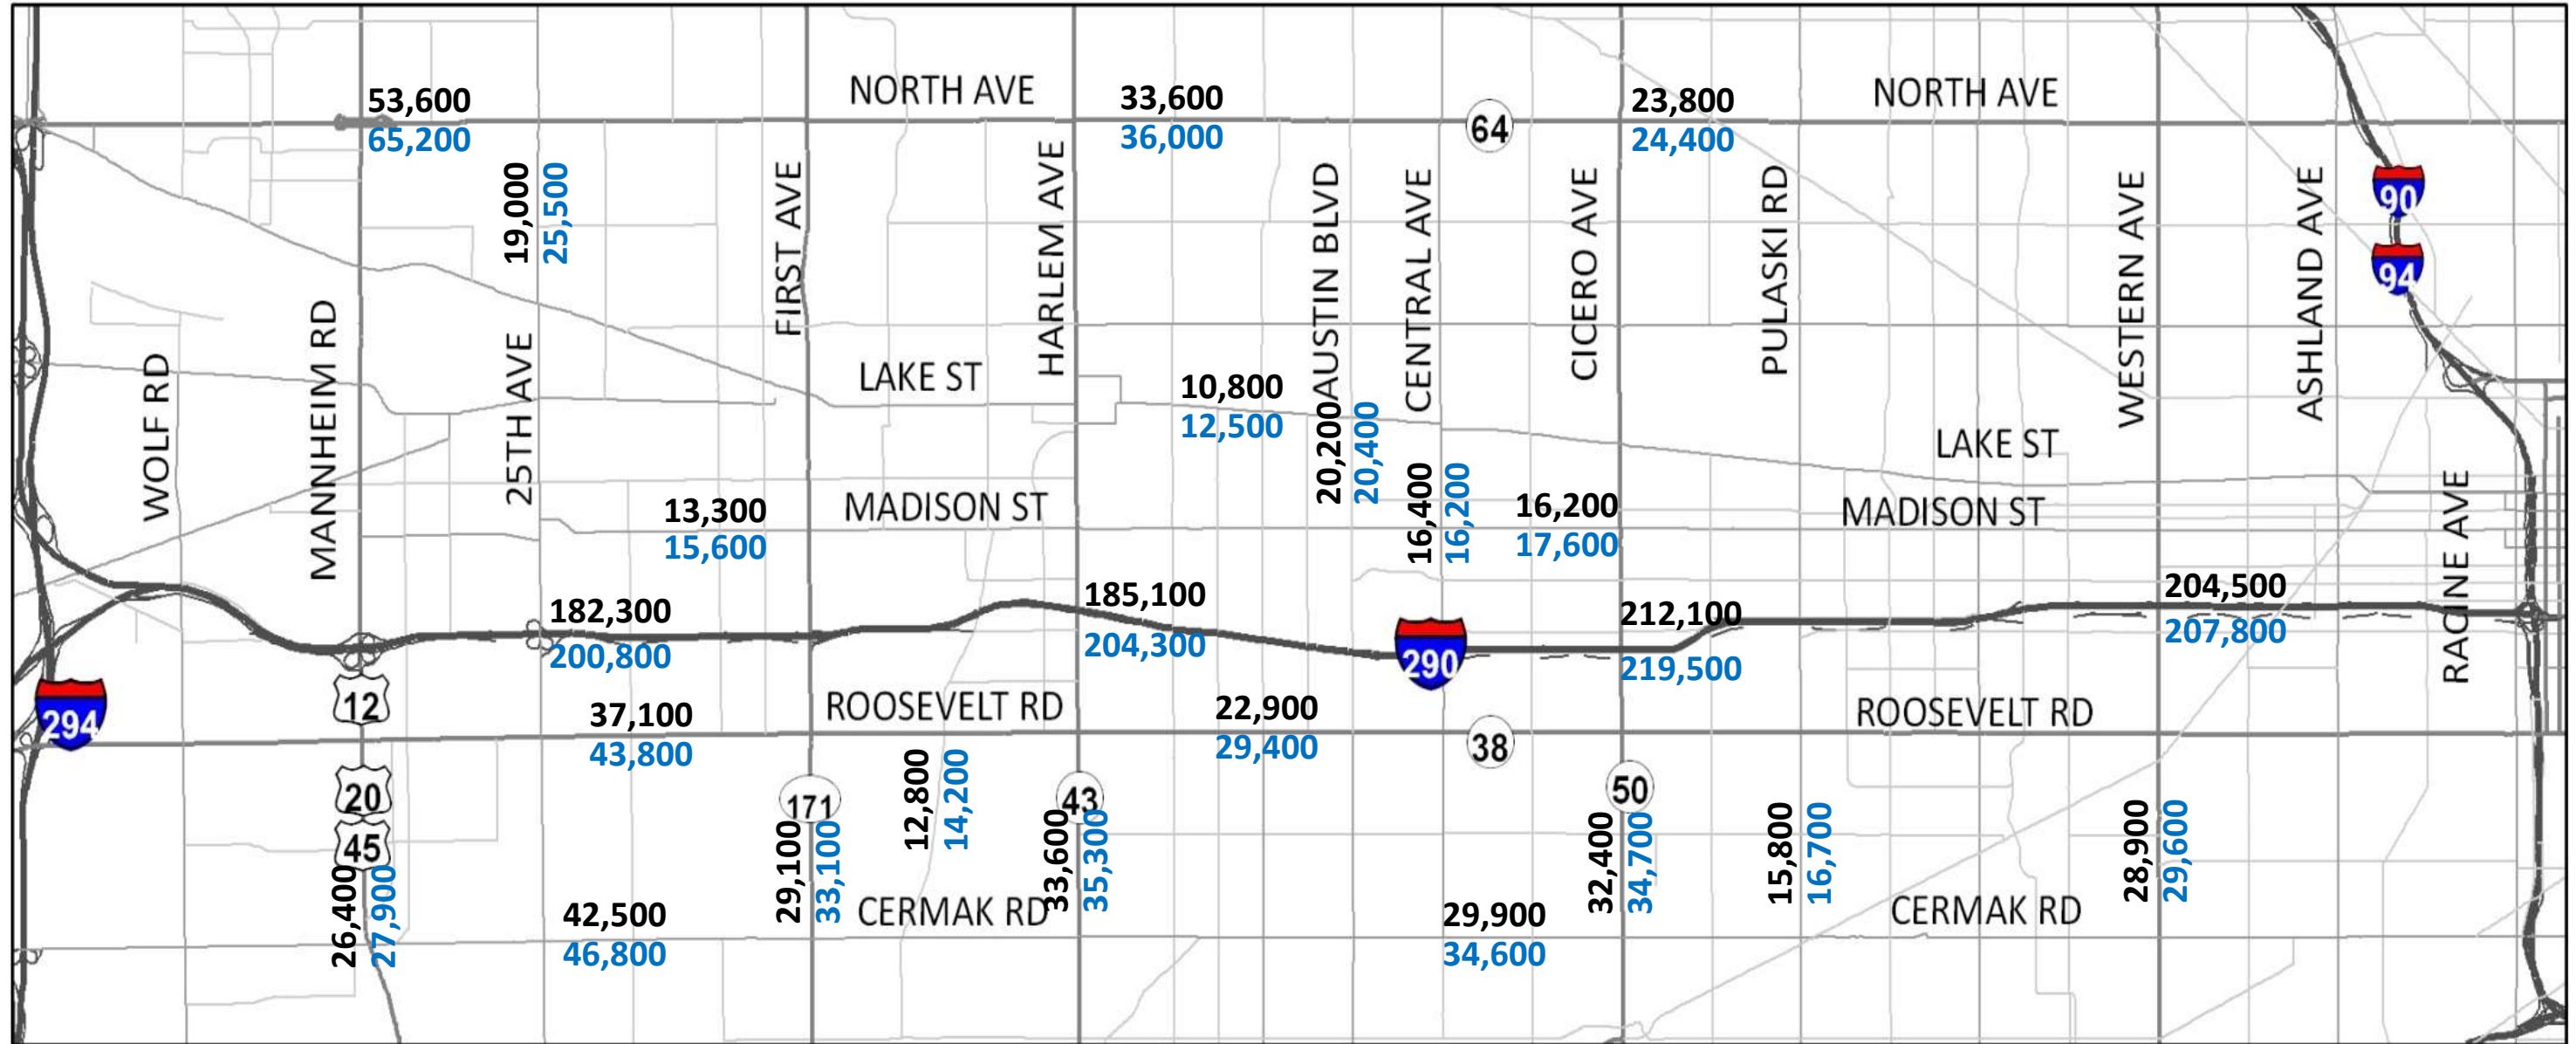 NORTH AVE
NORTH AVE
53,600
65,200
33,600
36,000
64
23,800
24,400
19,000
25,500
WOLF RD
MANNHEIM RD
25TH AVE
FIRST AVE
HARLEM AVE
AUSTIN BLVD
CENTRAL AVE
CICERO AVE
PULASKI RD
WESTERN AVE
ASHLAND AVE
RACINE AVE
90
94
LAKE ST
10,800
12,500
20,200
20,400
LAKE ST
16,400
16,200
13,300
15,600
MADISON ST
16,200
17,600
MADISON ST
182,300
200,800
185,100
204,300
290
212,100
219,500
204,500
207,800
294
12
20
45
26,400
27,900
37,100
43,800
ROOSEVELT RD
22,900
29,400
38
ROOSEVELT RD
171
29,100
33,100
12,800
14,200
43
33,600
35,300
50
32,400
34,700
15,800
16,700
28,900
29,600
42,500
46,800
CERMAK RD
29,900
34,600
CERMAK RD